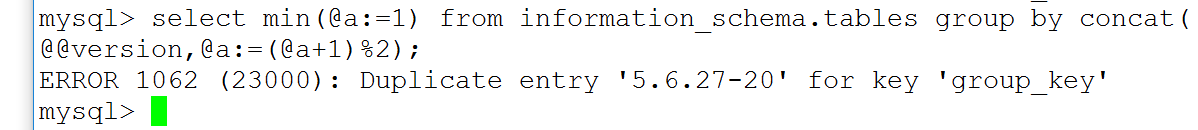 mysql> select min(@a:=1) from information_schema.tables group by concat(
@@version,@a:=(@a+1)%2);
ERROR 1062 (23000): Duplicate entry '5.6.27-20' for key 'group_key'
mysql>